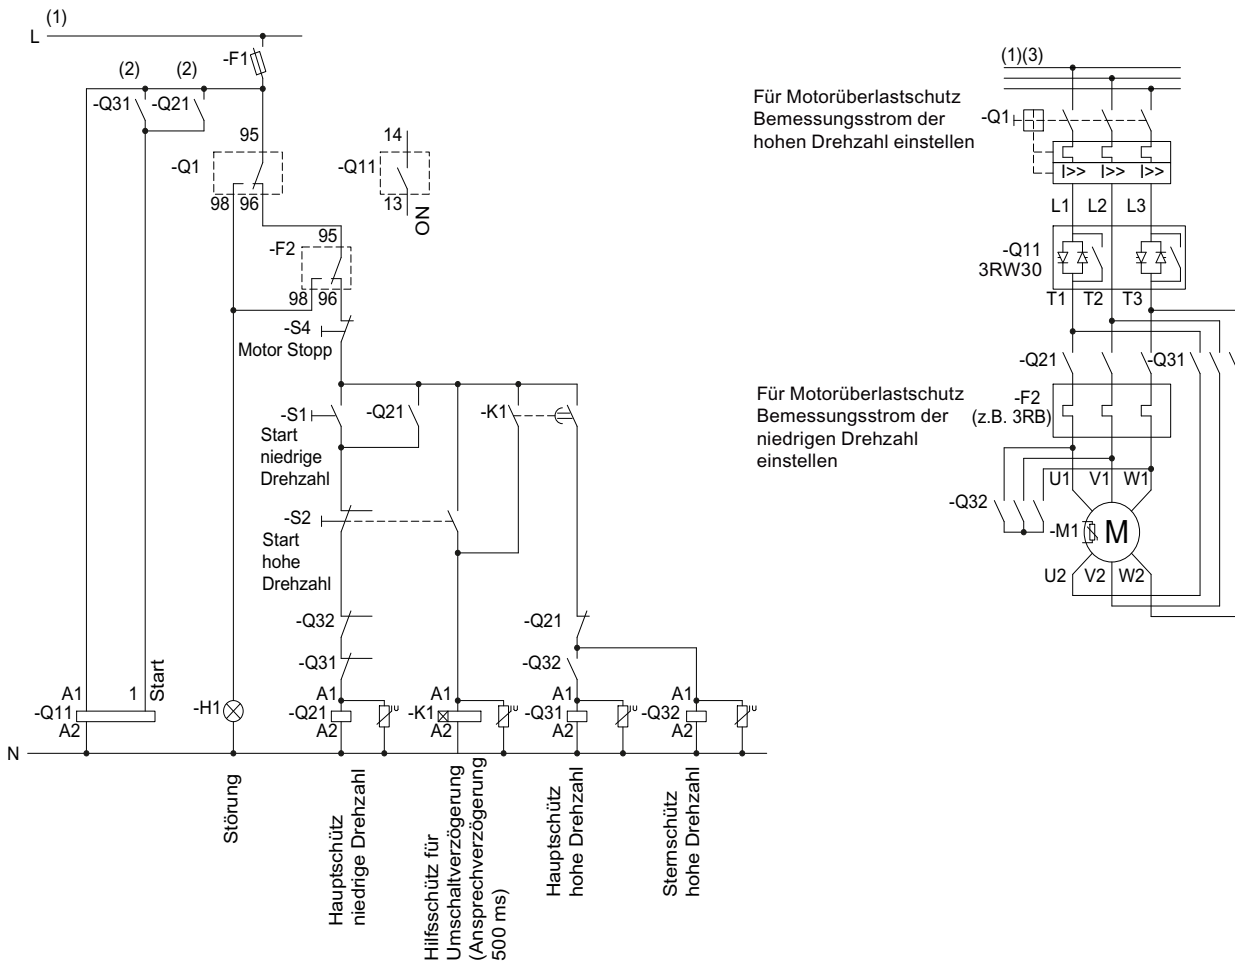 (1)
L
-F1
(2)
(2)
-Q31
-Q21
95
-Q1
98 96
14
-Q11
13
ON
95
-F2
98 96
-S4
Motor Stopp
-S1
Start
niedrige
Drehzahl
-Q21
-K1
-S2
Start
hohe
Drehzahl
-Q32
-Q21
-Q31
-Q32
A1
1
Start
-Q11
A2
-H1
A1
-Q21
A2
U
A1
-K1
A2
U
A1
-Q31
A2
U
A1
-Q32
A2
U
N
Störung
Hauptschütz
niedrige Drehzahl
Hilfsschütz für
Umschaltverzögerung
(Ansprechverzögerung
500 ms)
Hauptschütz
hohe Drehzahl
Sternschütz
hohe Drehzahl
(1)(3)
Für Motorüberlastschutz
Bemessungsstrom der
hohen Drehzahl einstellen
-Q1
I>> I>> I>>
L1 L2 L3
-Q11
3RW30
T1 T2 T3
-Q21
-Q31
Für Motorüberlastschutz
Bemessungsstrom der
niedrigen Drehzahl
einstellen
-F2
(z.B. 3RB)
U1 V1 W1
-Q32
-M1
M
U2 V2 W2